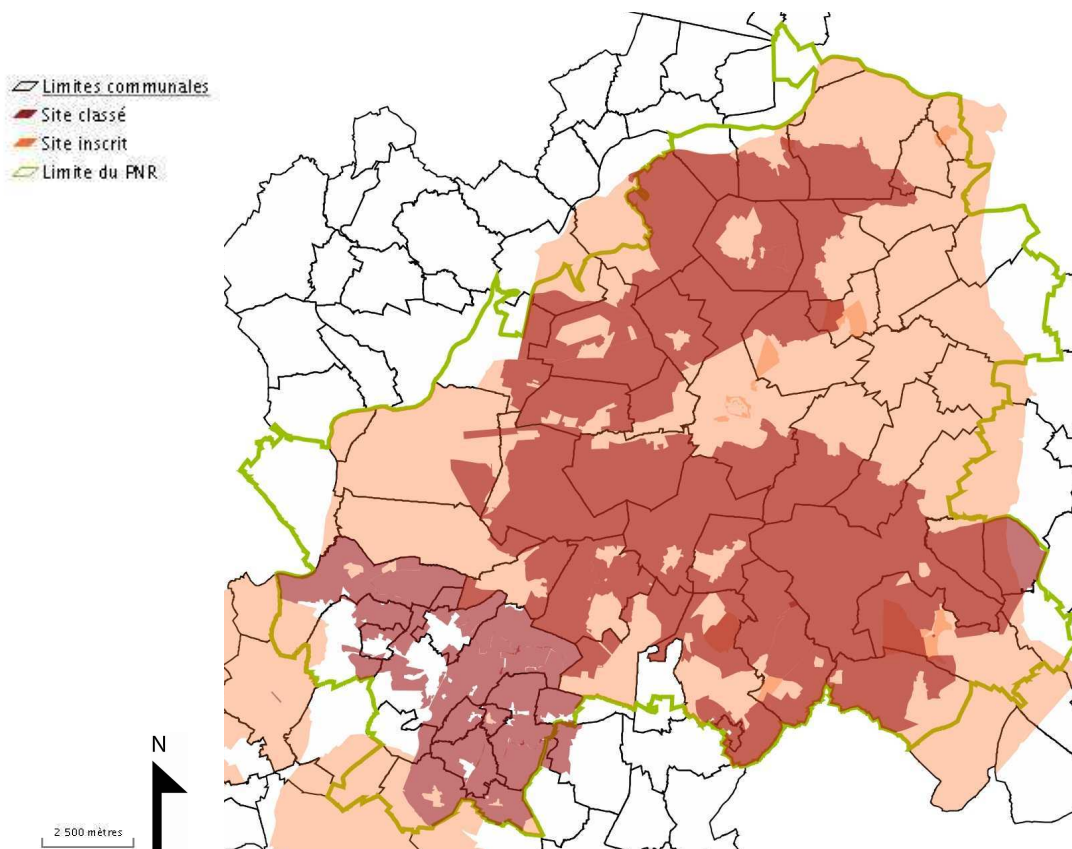 Limites communales
Site classé
Site inscrit
Limite du PNR
N
2 500 mètres